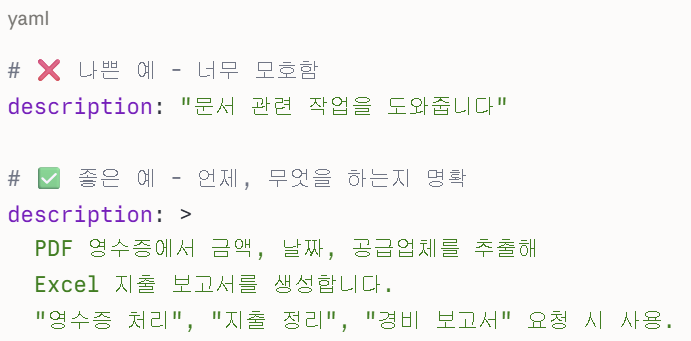 yaml
# ❌ 나쁜 예 - 너무 모호함
description: "문서 관련 작업을 도와줍니다"
# ✅ 좋은 예 - 언제, 무엇을 하는지 명확
description: >
PDF 영수증에서 금액, 날짜, 공급업체를 추출해
Excel 지출 보고서를 생성합니다.
"영수증 처리", "지출 정리", "경비 보고서" 요청 시 사용.